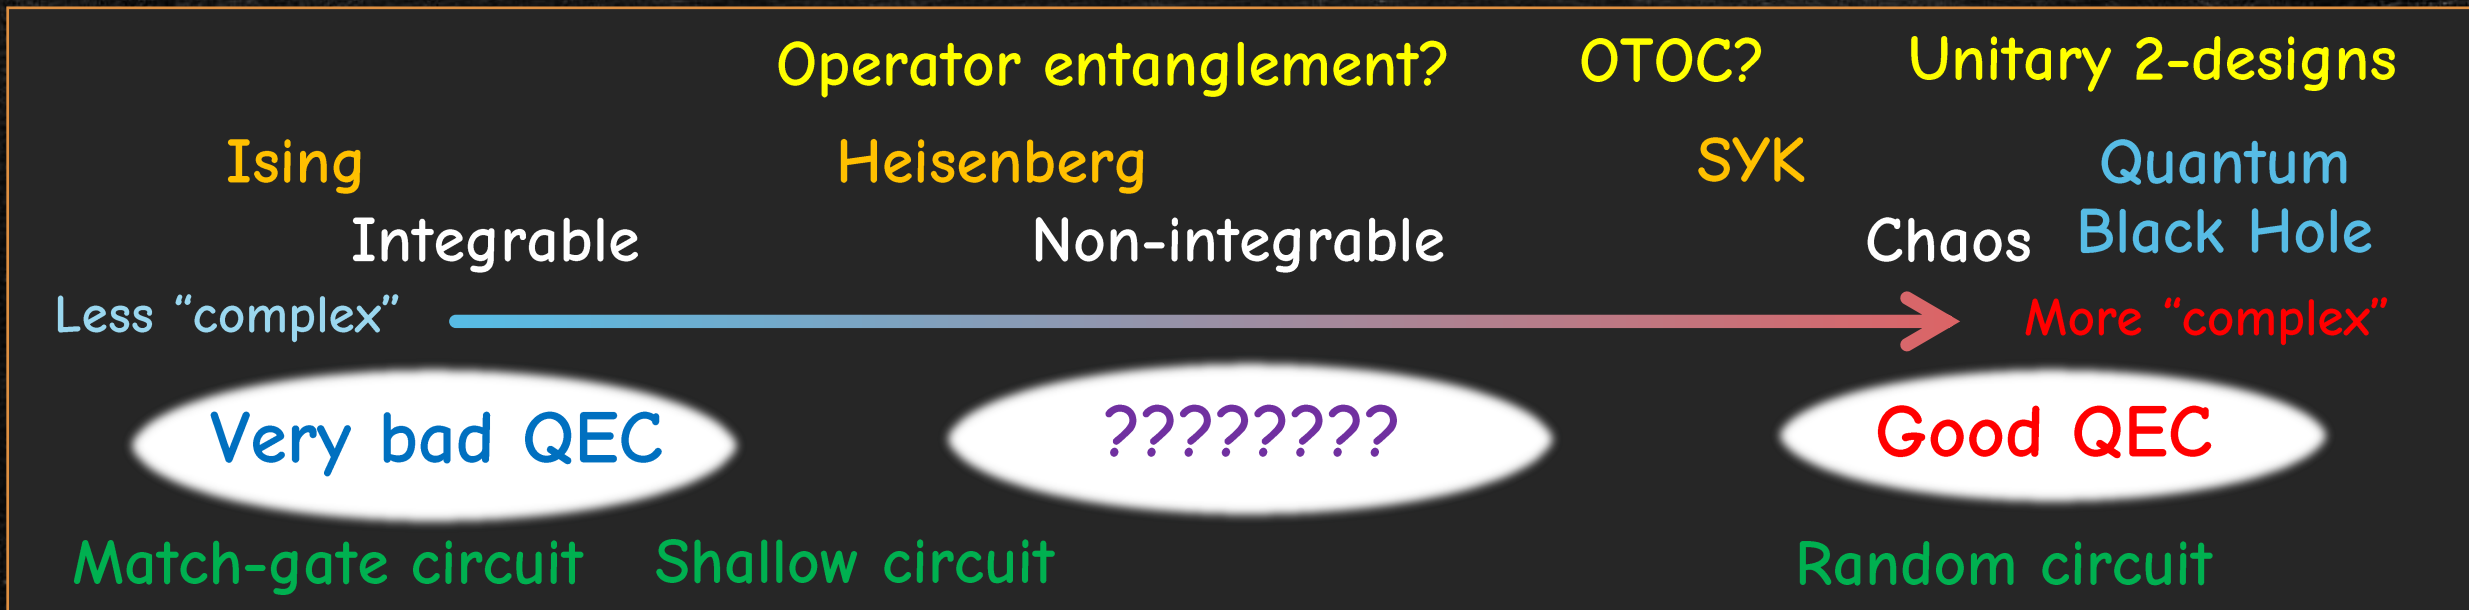 Operator entanglement? OTOC? Unitary 2-designs
Ising Heisenberg SYK Quantum
Integrable Non-integrable Chaos Black Hole
Less “complex” More “complex”
Very bad QEC ???????? Good QEC
Match-gate circuit Shallow circuit Random circuit